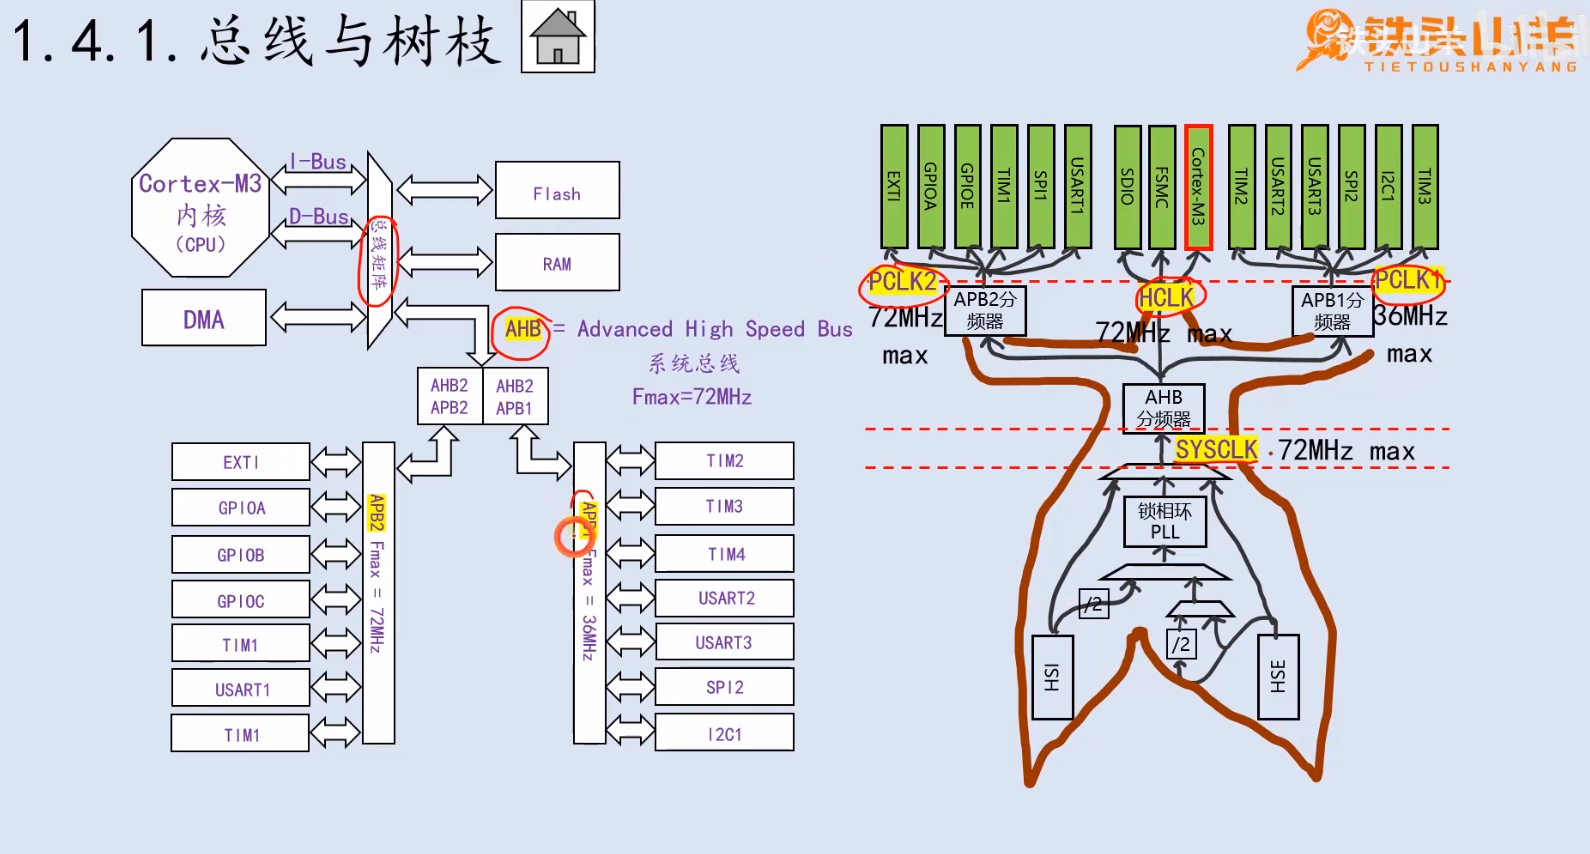 1.4.1.总线与树枝
铁头山羊
TIETOUSHANYANG
铁头山羊
bilibili
Cortex-M3
内核
(CPU)
I-Bus
D-Bus
总线矩阵
DMA
Flash
RAM
AHB = Advanced High Speed Bus
系统总线
Fmax=72MHz
AHB2
APB2
AHB2
APB1
EXTI
GPIOA
GPIOB
GPIOC
TIM1
USART1
TIM1
APB2 Fmax = 72MHz
Fmax = 36MHz
TIM2
TIM3
TIM4
USART2
USART3
SPI2
I2C1
EXTI
GPIOA
GPIOE
TIM1
SPI1
USART1
SDIO
FSMC
Cortex-M3
TIM2
USART2
USART3
SPI2
I2C1
TIM3
PCLK2
72MHz
max
APB2分
频器
HCLK
72MHz max
APB1分
频器
PCLK1
36MHz
max
AHB
分频器
SYSCLK
72MHz max
锁相环
PLL
/2
/2
HSI
HSE